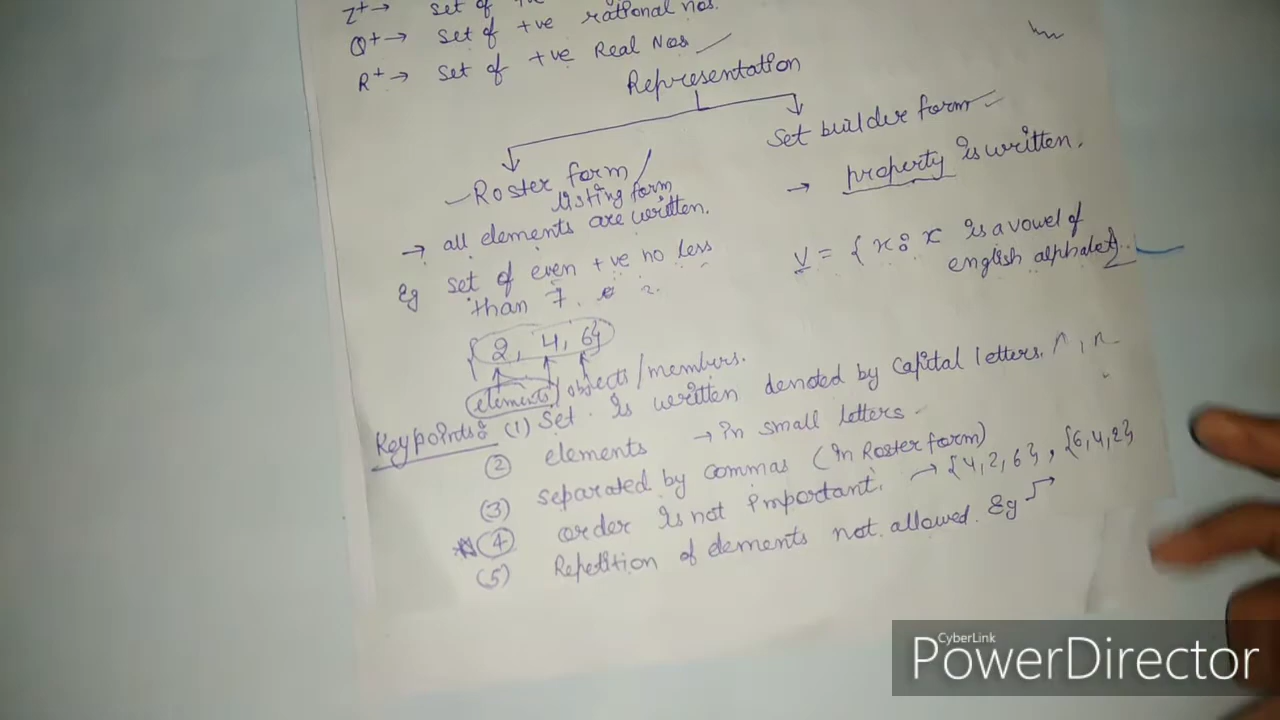 Z+ → set of +ve
Q+ → set of +ve rational nos.
R+ → set of +ve Real Nos
Representation
Roster form /
listing form
→ all elements are written.
Eg set of even +ve no less
than 7.
{2, 4, 6}
elements / objects / members.
Set builder form
→ property is written.
V = { x : x is a vowel of
english alphabet}
Key points: (1) Set is written denoted by capital letters.
(2) elements → in small letters
(3) separated by commas (in Roster form)
(4) order is not important. → {4, 2, 6}, {6, 4, 2}
(5) Repetition of elements not allowed. Eg
CyberLink
PowerDirector